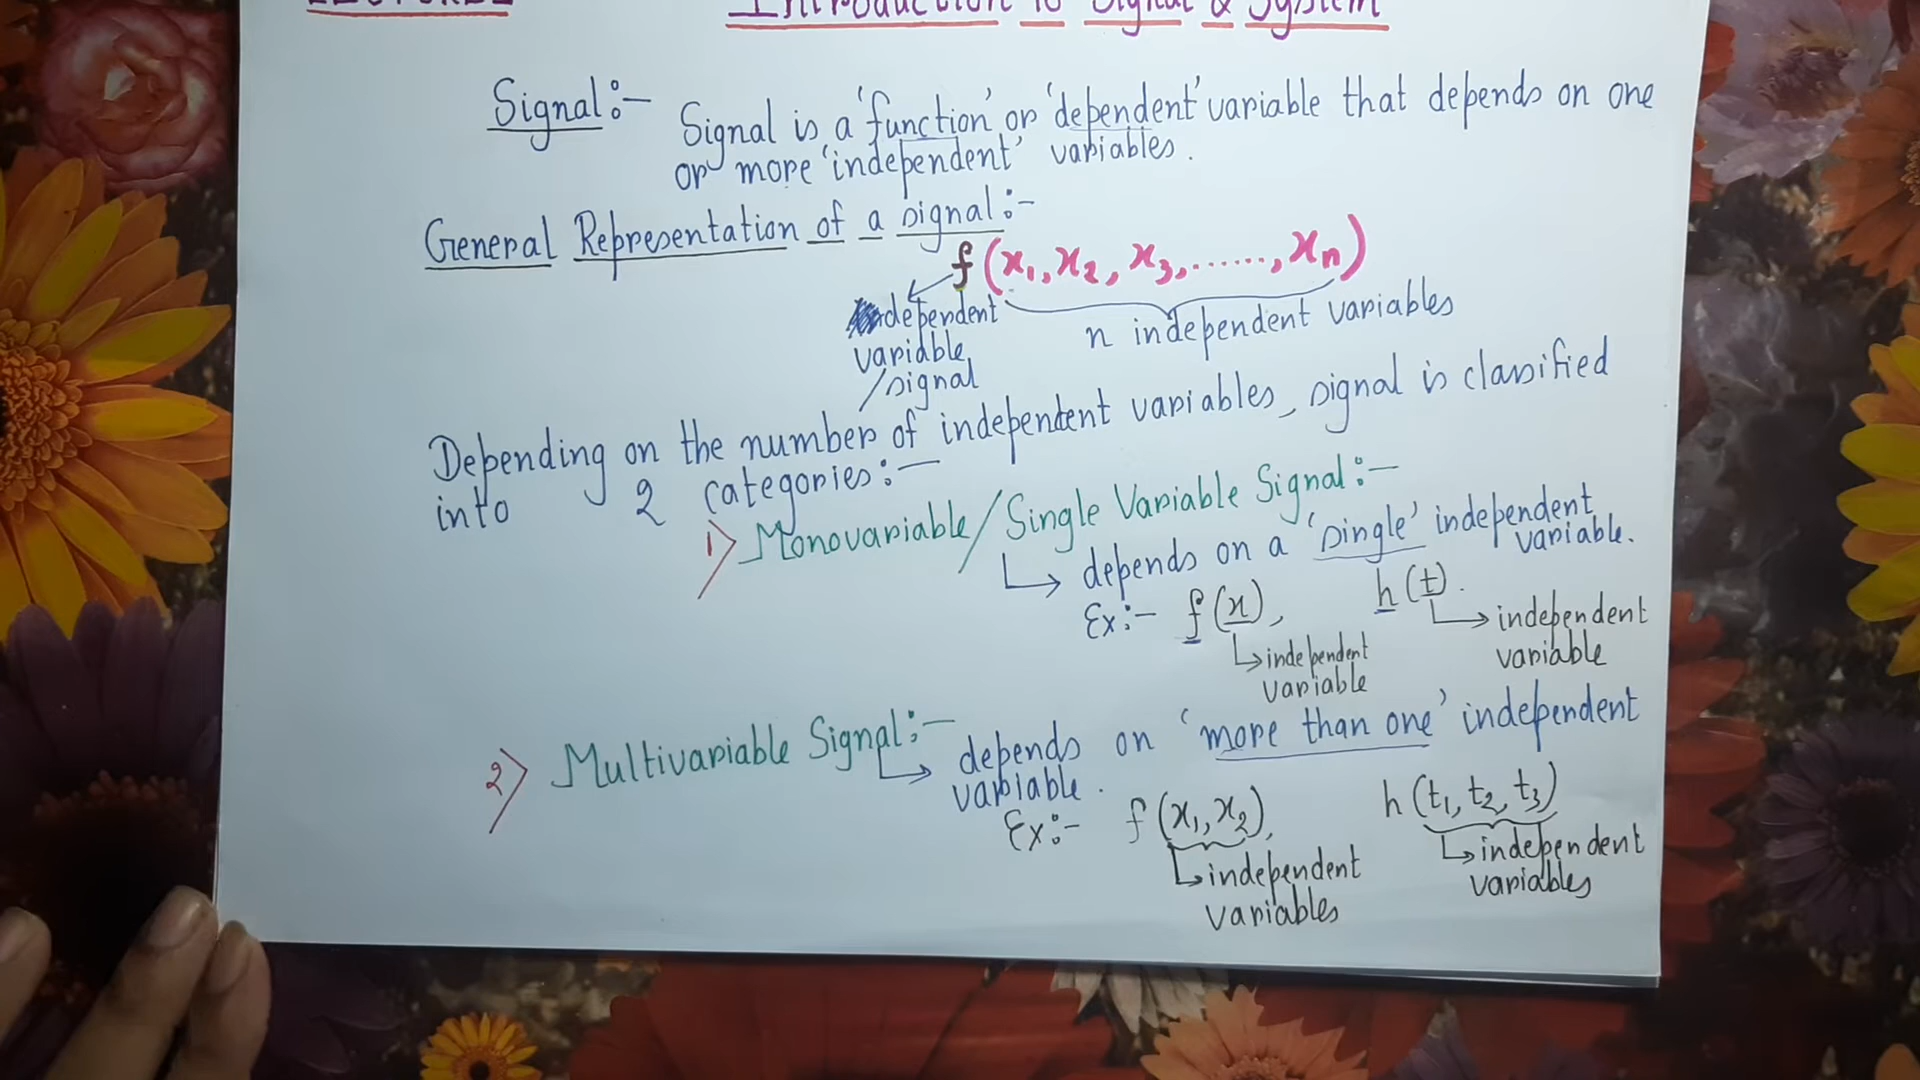 Introduction to Signal & System
Signal:- Signal is a 'function' or 'dependent' variable that depends on one
or more 'independent' variables.
General Representation of a signal:-
f (x1, x2, x3, ......, xn)
dependent
variable
/signal
n independent variables
Depending on the number of independent variables, signal is classified
into 2 categories:-
1) Monovariable/Single Variable Signal:-
depends on a 'single' independent
variable.
Ex:- f(x), h(t).
independent
variable
independent
variable
2) Multivariable Signal:-
depends on 'more than one' independent
variable.
Ex:- f(x1, x2), h(t1, t2, t3)
independent
variables
independent
variables